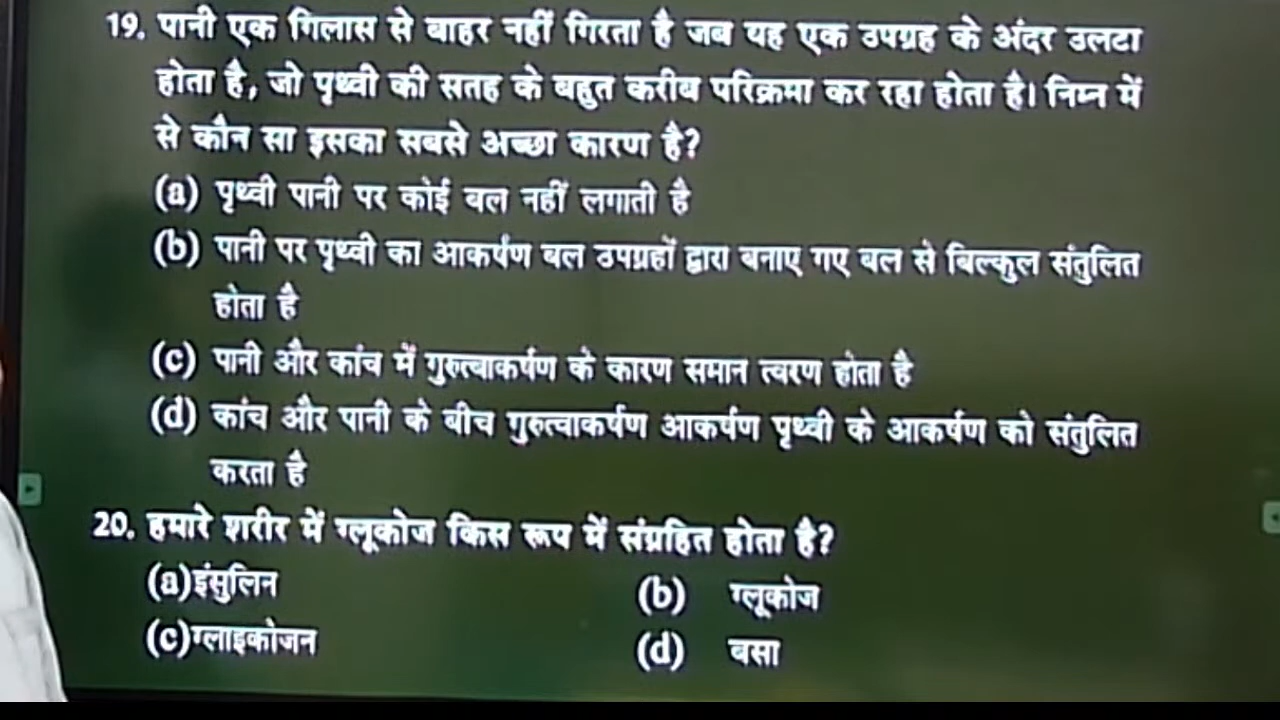 19. पानी एक गिलास से बाहर नहीं गिरता है जब यह एक उपग्रह के अंदर उलटा
होता है, जो पृथ्वी की सतह के बहुत करीब परिक्रमा कर रहा होता है। निम्न में
से कौन सा इसका सबसे अच्छा कारण है?
(a) पृथ्वी पानी पर कोई बल नहीं लगाती है
(b) पानी पर पृथ्वी का आकर्षण बल उपग्रहों द्वारा बनाए गए बल से बिल्कुल संतुलित
होता है
(c) पानी और कांच में गुरुत्वाकर्षण के कारण समान त्वरण होता है
(d) कांच और पानी के बीच गुरुत्वाकर्षण आकर्षण पृथ्वी के आकर्षण को संतुलित
करता है
20. हमारे शरीर में ग्लूकोज किस रूप में संग्रहित होता है?
(a)इंसुलिन (b) ग्लूकोज
(c)ग्लाइकोजन (d) बसा